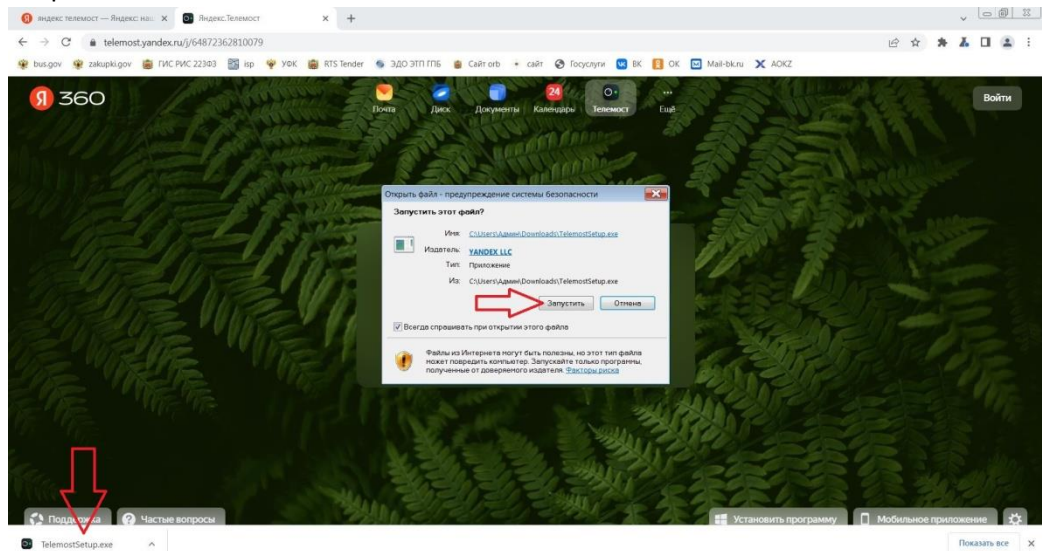 яндекс телемост — Яндекс: наш
Яндекс.Телемост
telemost.yandex.ru/j/64872362810079
bus.gov
zakupki.gov
ГИС РИС 223ФЗ
isp
УФК
RTS Tender
ЭДО ЭТП ГПБ
Сайт orb
сайт
Госуслуги
ВК
ОК
Mail-bk.ru
АОКZ
Я 360
Почта
Диск
Документы
24
Календарь
Телемост
Ещё
Войти
Открыть файл - предупреждение системы безопасности
Запустить этот файл?
Имя: C:\Users\Админ\Downloads\TelemostSetup.exe
Издатель: YANDEX LLC
Тип: Приложение
Из: C:\Users\Админ\Downloads\TelemostSetup.exe
Запустить
Отмена
Всегда спрашивать при открытии этого файла
Файлы из Интернета могут быть полезны, но этот тип файла
может повредить компьютер. Запускайте только программы,
полученные от доверяемого издателя. Факторы риска
Поддержка
Частые вопросы
Установить программу
Мобильное приложение
TelemostSetup.exe
Показать все